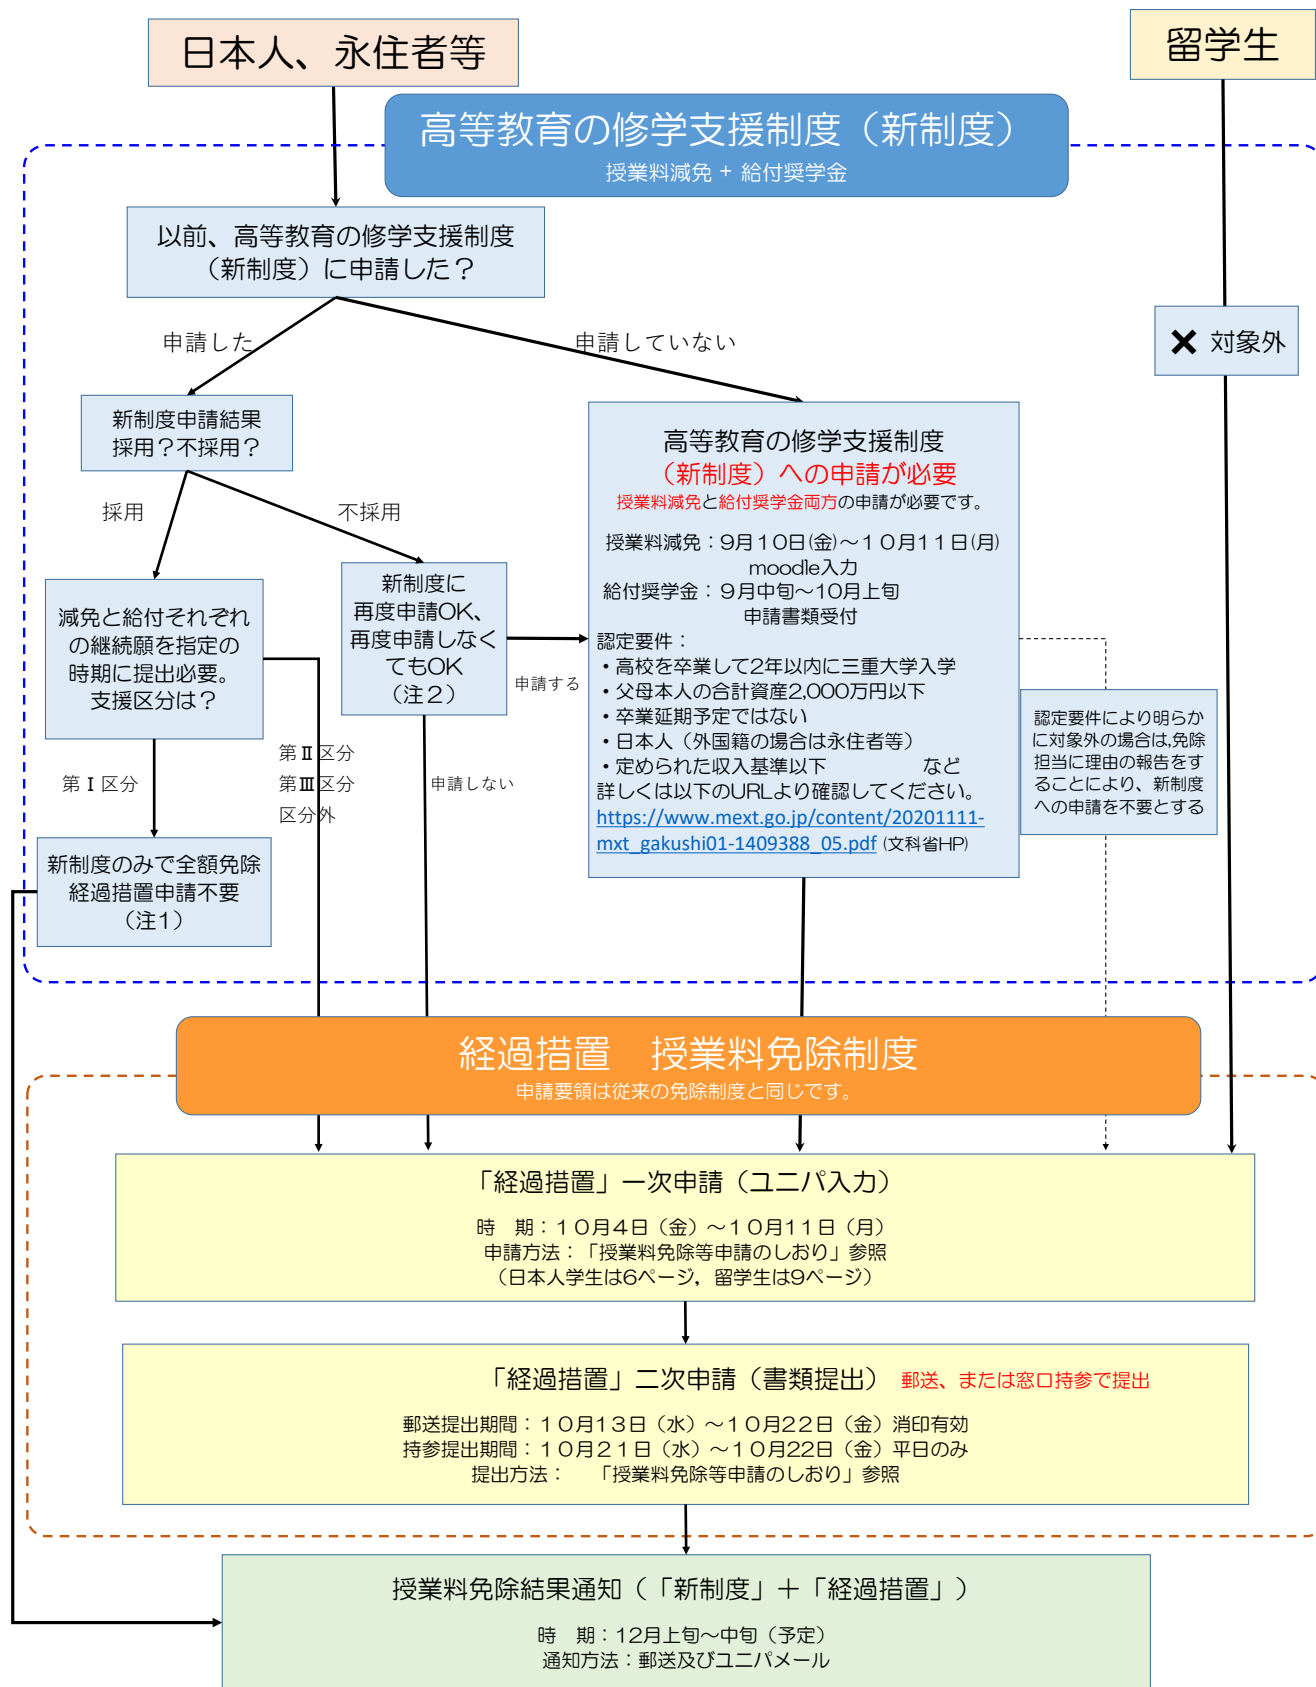 日本人、永住者等
留学生
高等教育の修学支援制度（新制度）
授業料減免 + 給付奨学金
以前、高等教育の修学支援制度
（新制度）に申請した？
申請した
申請していない
✕ 対象外
新制度申請結果
採用？不採用？
採用
不採用
高等教育の修学支援制度
（新制度）への申請が必要
授業料減免と給付奨学金両方の申請が必要です。
授業料減免：９月１０日(金)～１０月１１日(月)
moodle入力
給付奨学金：９月中旬～10月上旬
申請書類受付
認定要件：
・高校を卒業して2年以内に三重大学入学
・父母本人の合計資産2,000万円以下
・卒業延期予定ではない
・日本人（外国籍の場合は永住者等）
・定められた収入基準以下　　　　　など
詳しくは以下のURLより確認してください。
https://www.mext.go.jp/content/20201111-
mxt_gakushi01-1409388_05.pdf (文科省HP)
減免と給付それぞれ
の継続願を指定の
時期に提出必要。
支援区分は？
新制度に
再度申請OK、
再度申請しなく
てもOK
（注２）
申請する
認定要件により明らか
に対象外の場合は,免除
担当に理由の報告をす
ることにより、新制度
への申請を不要とする
第Ⅰ区分
第Ⅱ区分
第Ⅲ区分
区分外
申請しない
新制度のみで全額免除
経過措置申請不要
（注1）
経過措置　授業料免除制度
申請要領は従来の免除制度と同じです。
「経過措置」一次申請（ユニパ入力）
時　期：１０月４日（金）～１０月１１日（月）
申請方法：「授業料免除等申請のしおり」参照
（日本人学生は6ページ，留学生は9ページ）
「経過措置」二次申請（書類提出） 郵送、または窓口持参で提出
郵送提出期間：１０月１３日（水）～１０月２２日（金）消印有効
持参提出期間：１０月２１日（水）～１０月２２日（金）平日のみ
提出方法：　「授業料免除等申請のしおり」参照
授業料免除結果通知（「新制度」＋「経過措置」）
時　期：12月上旬～中旬（予定）
通知方法：郵送及びユニパメール